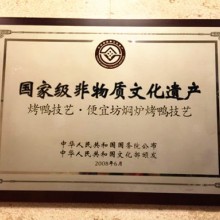 国家级非物质文化遗产
烤鸭技艺·便宜坊焖炉烤鸭技艺
中华人民共和国国务院公布
中华人民共和国文化部颁发
2008年6月